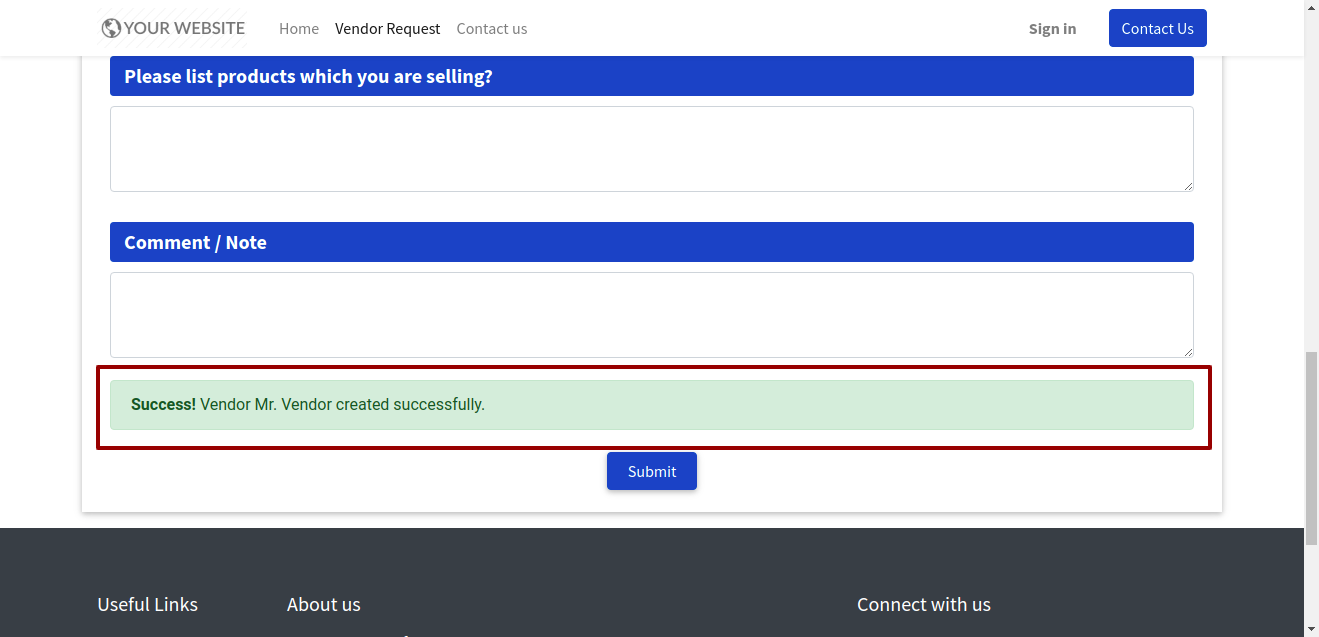 YOUR WEBSITE Home Vendor Request Contact us Sign in Contact Us
Please list products which you are selling?
Comment / Note
Success! Vendor Mr. Vendor created successfully.
Submit
Useful Links About us Connect with us